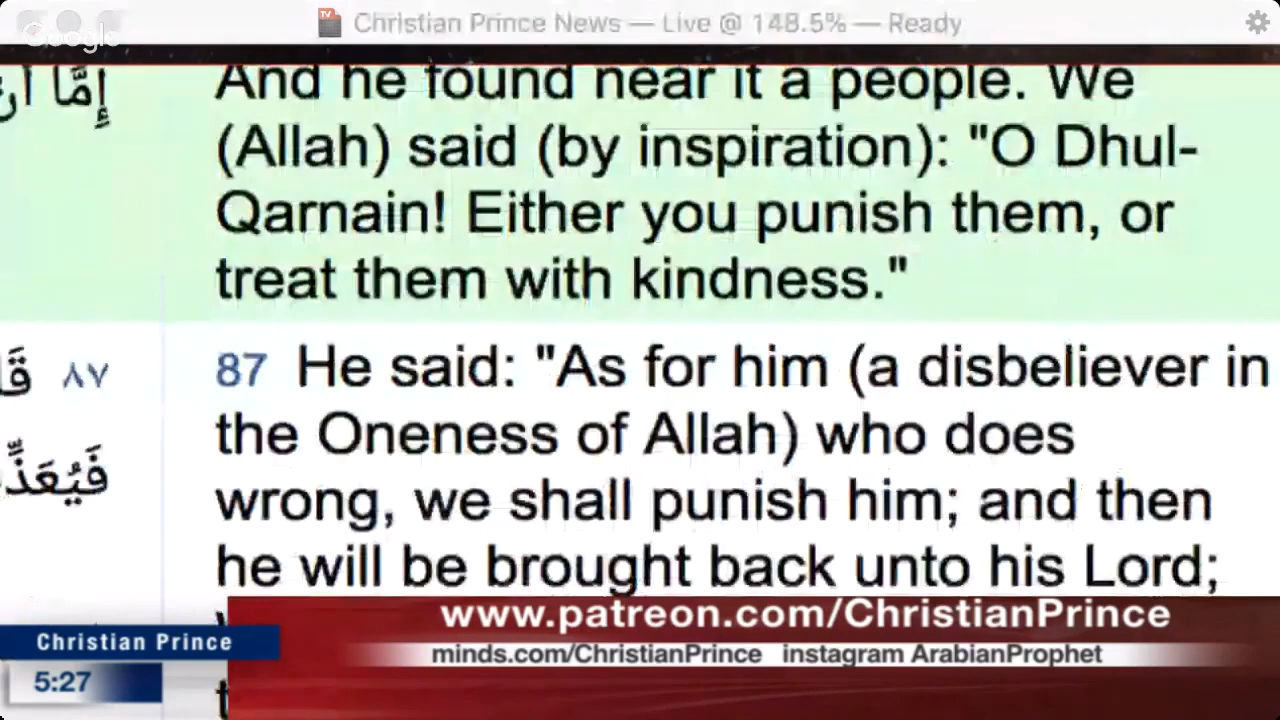 Christian Prince News — Live @ 148.5% — Ready
Google
And he found near it a people. We
(Allah) said (by inspiration): "O Dhul-
Qarnain! Either you punish them, or
treat them with kindness."
٨٧
87 He said: "As for him (a disbeliever in
the Oneness of Allah) who does
wrong, we shall punish him; and then
he will be brought back unto his Lord;
www.patreon.com/ChristianPrince
minds.com/ChristianPrince instagram ArabianProphet
Christian Prince
5:27